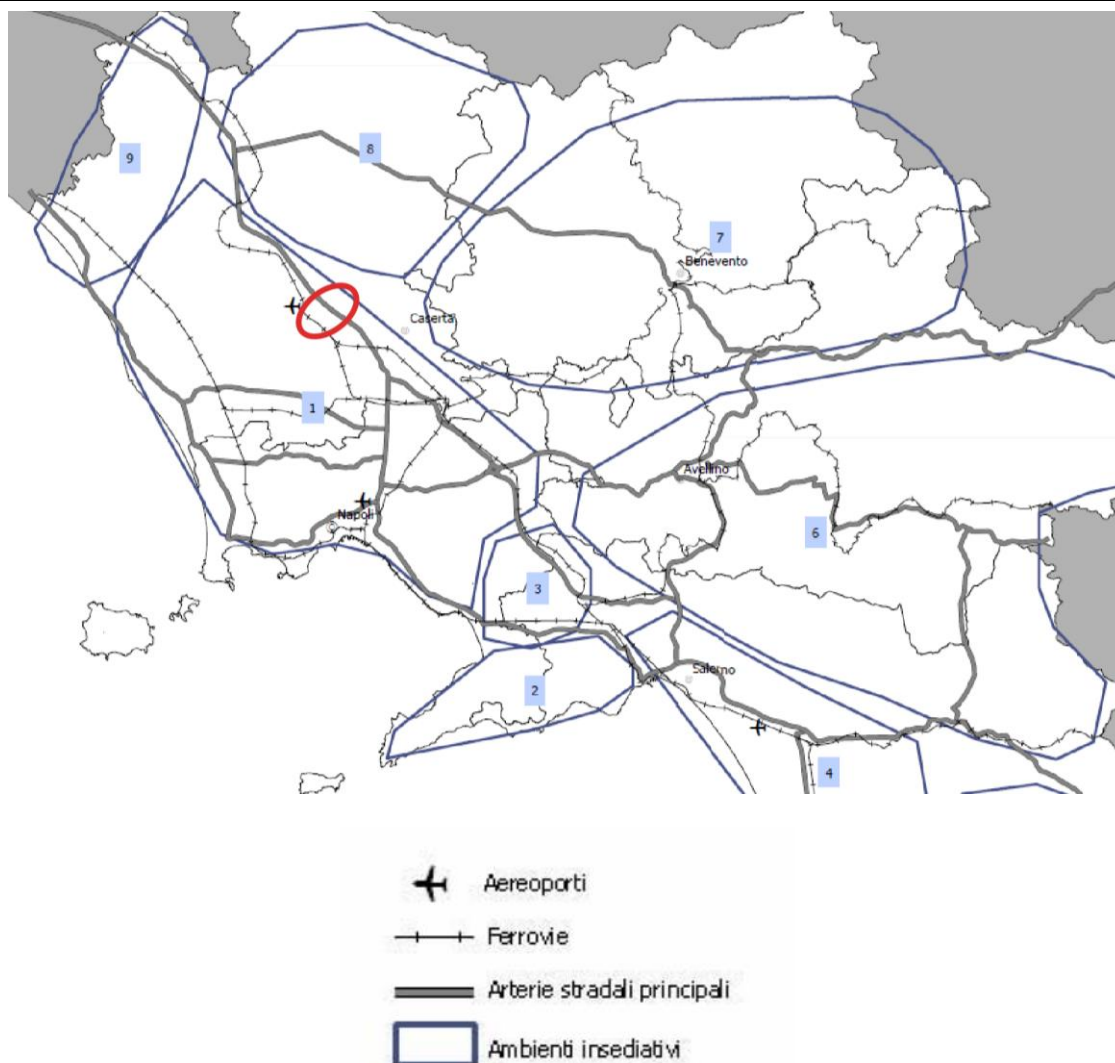 9
8
7
Benevento
Caserta
1
Avellino
Napoli
6
3
Salerno
2
4
Aereoporti
Ferrovie
Arterie stradali principali
Ambienti insediativi